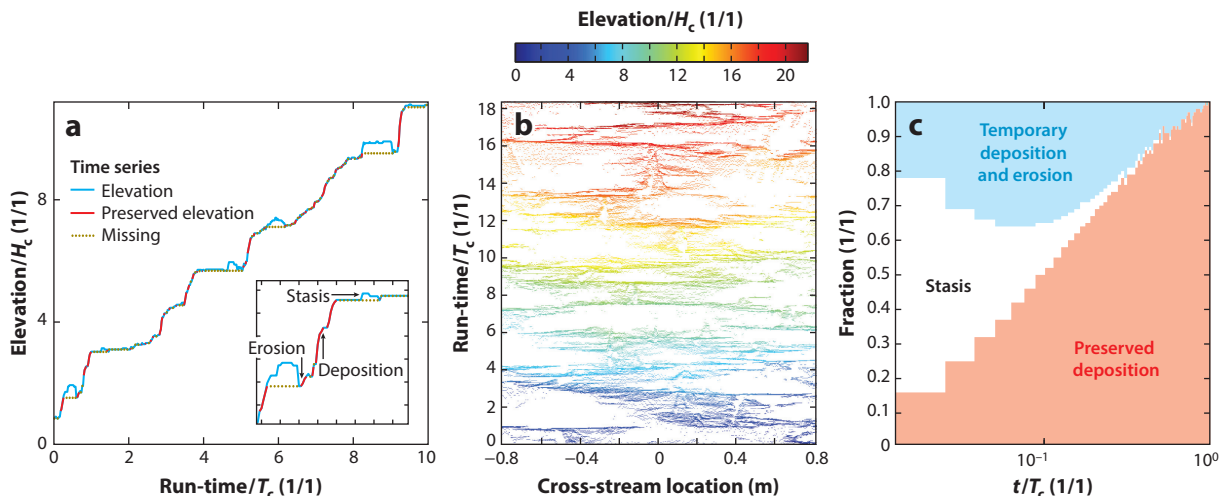 Elevation/Hc (1/1)
0 4 8 12 16 20
a
Time series
Elevation
Preserved elevation
Missing
Stasis
Erosion
Deposition
Elevation/Hc (1/1)
8
4
0
0 2 4 6 8 10
Run-time/Tc (1/1)
b
Run-time/Tc (1/1)
18
16
14
12
10
8
6
4
2
0
−0.8 −0.4 0 0.4 0.8
Cross-stream location (m)
c
Fraction (1/1)
1.0
0.9
0.8
0.7
0.6
0.5
0.4
0.3
0.2
0.1
0
Temporary
deposition
and erosion
Stasis
Preserved
deposition
10⁻¹ 10⁰
t/Tc (1/1)